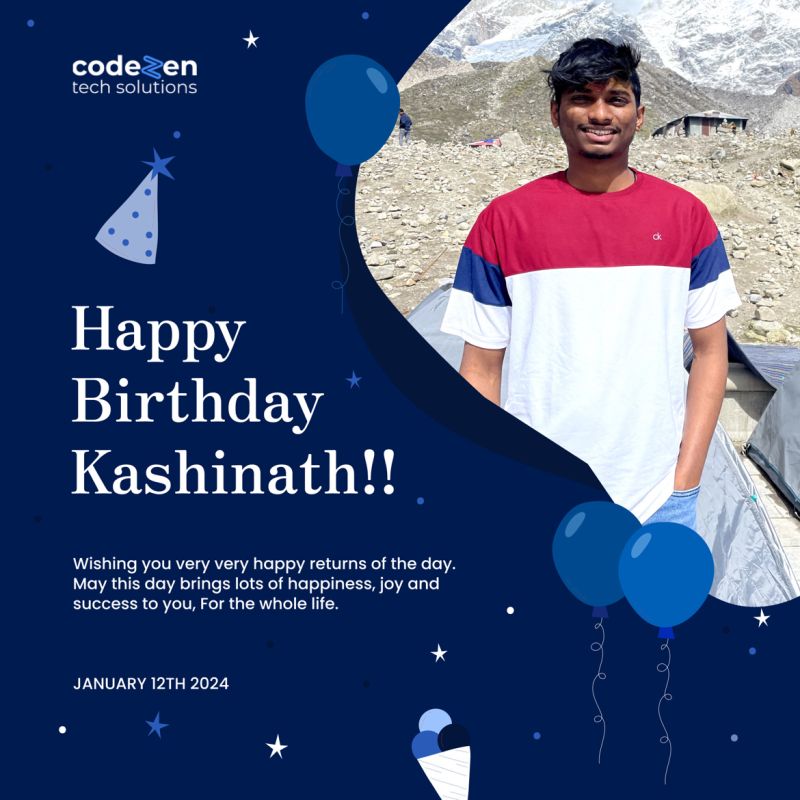 codezen
tech solutions
ck
Happy
Birthday
Kashinath!!
Wishing you very very happy returns of the day.
May this day brings lots of happiness, joy and
success to you, For the whole life.
JANUARY 12TH 2024